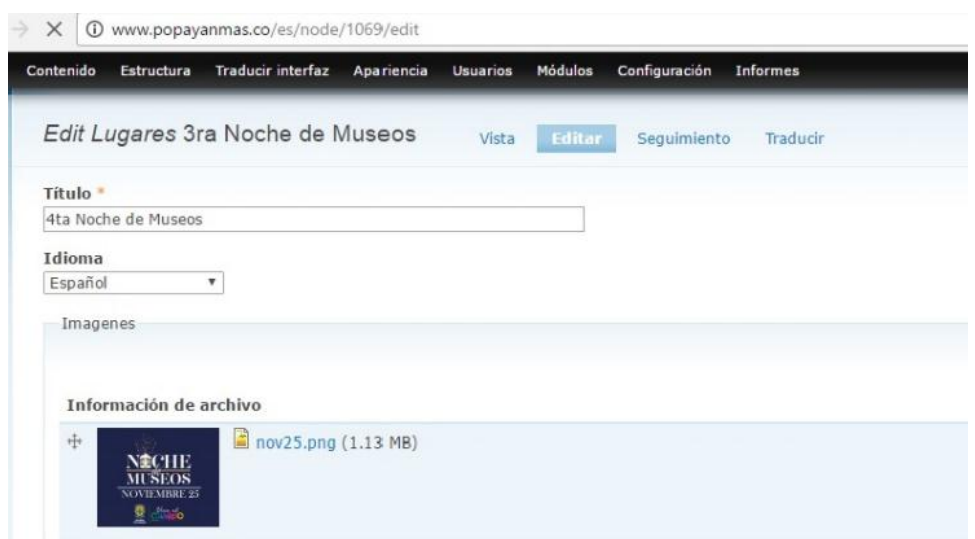 www.popayanmas.co/es/node/1069/edit
Contenido Estructura Traducir interfaz Apariencia Usuarios Módulos Configuración Informes
Edit Lugares 3ra Noche de Museos Vista Editar Seguimiento Traducir
Título *
4ta Noche de Museos
Idioma
Español
Imagenes
Información de archivo
nov25.png (1.13 MB)
NOCHE
MUSEOS
NOVIEMBRE 25